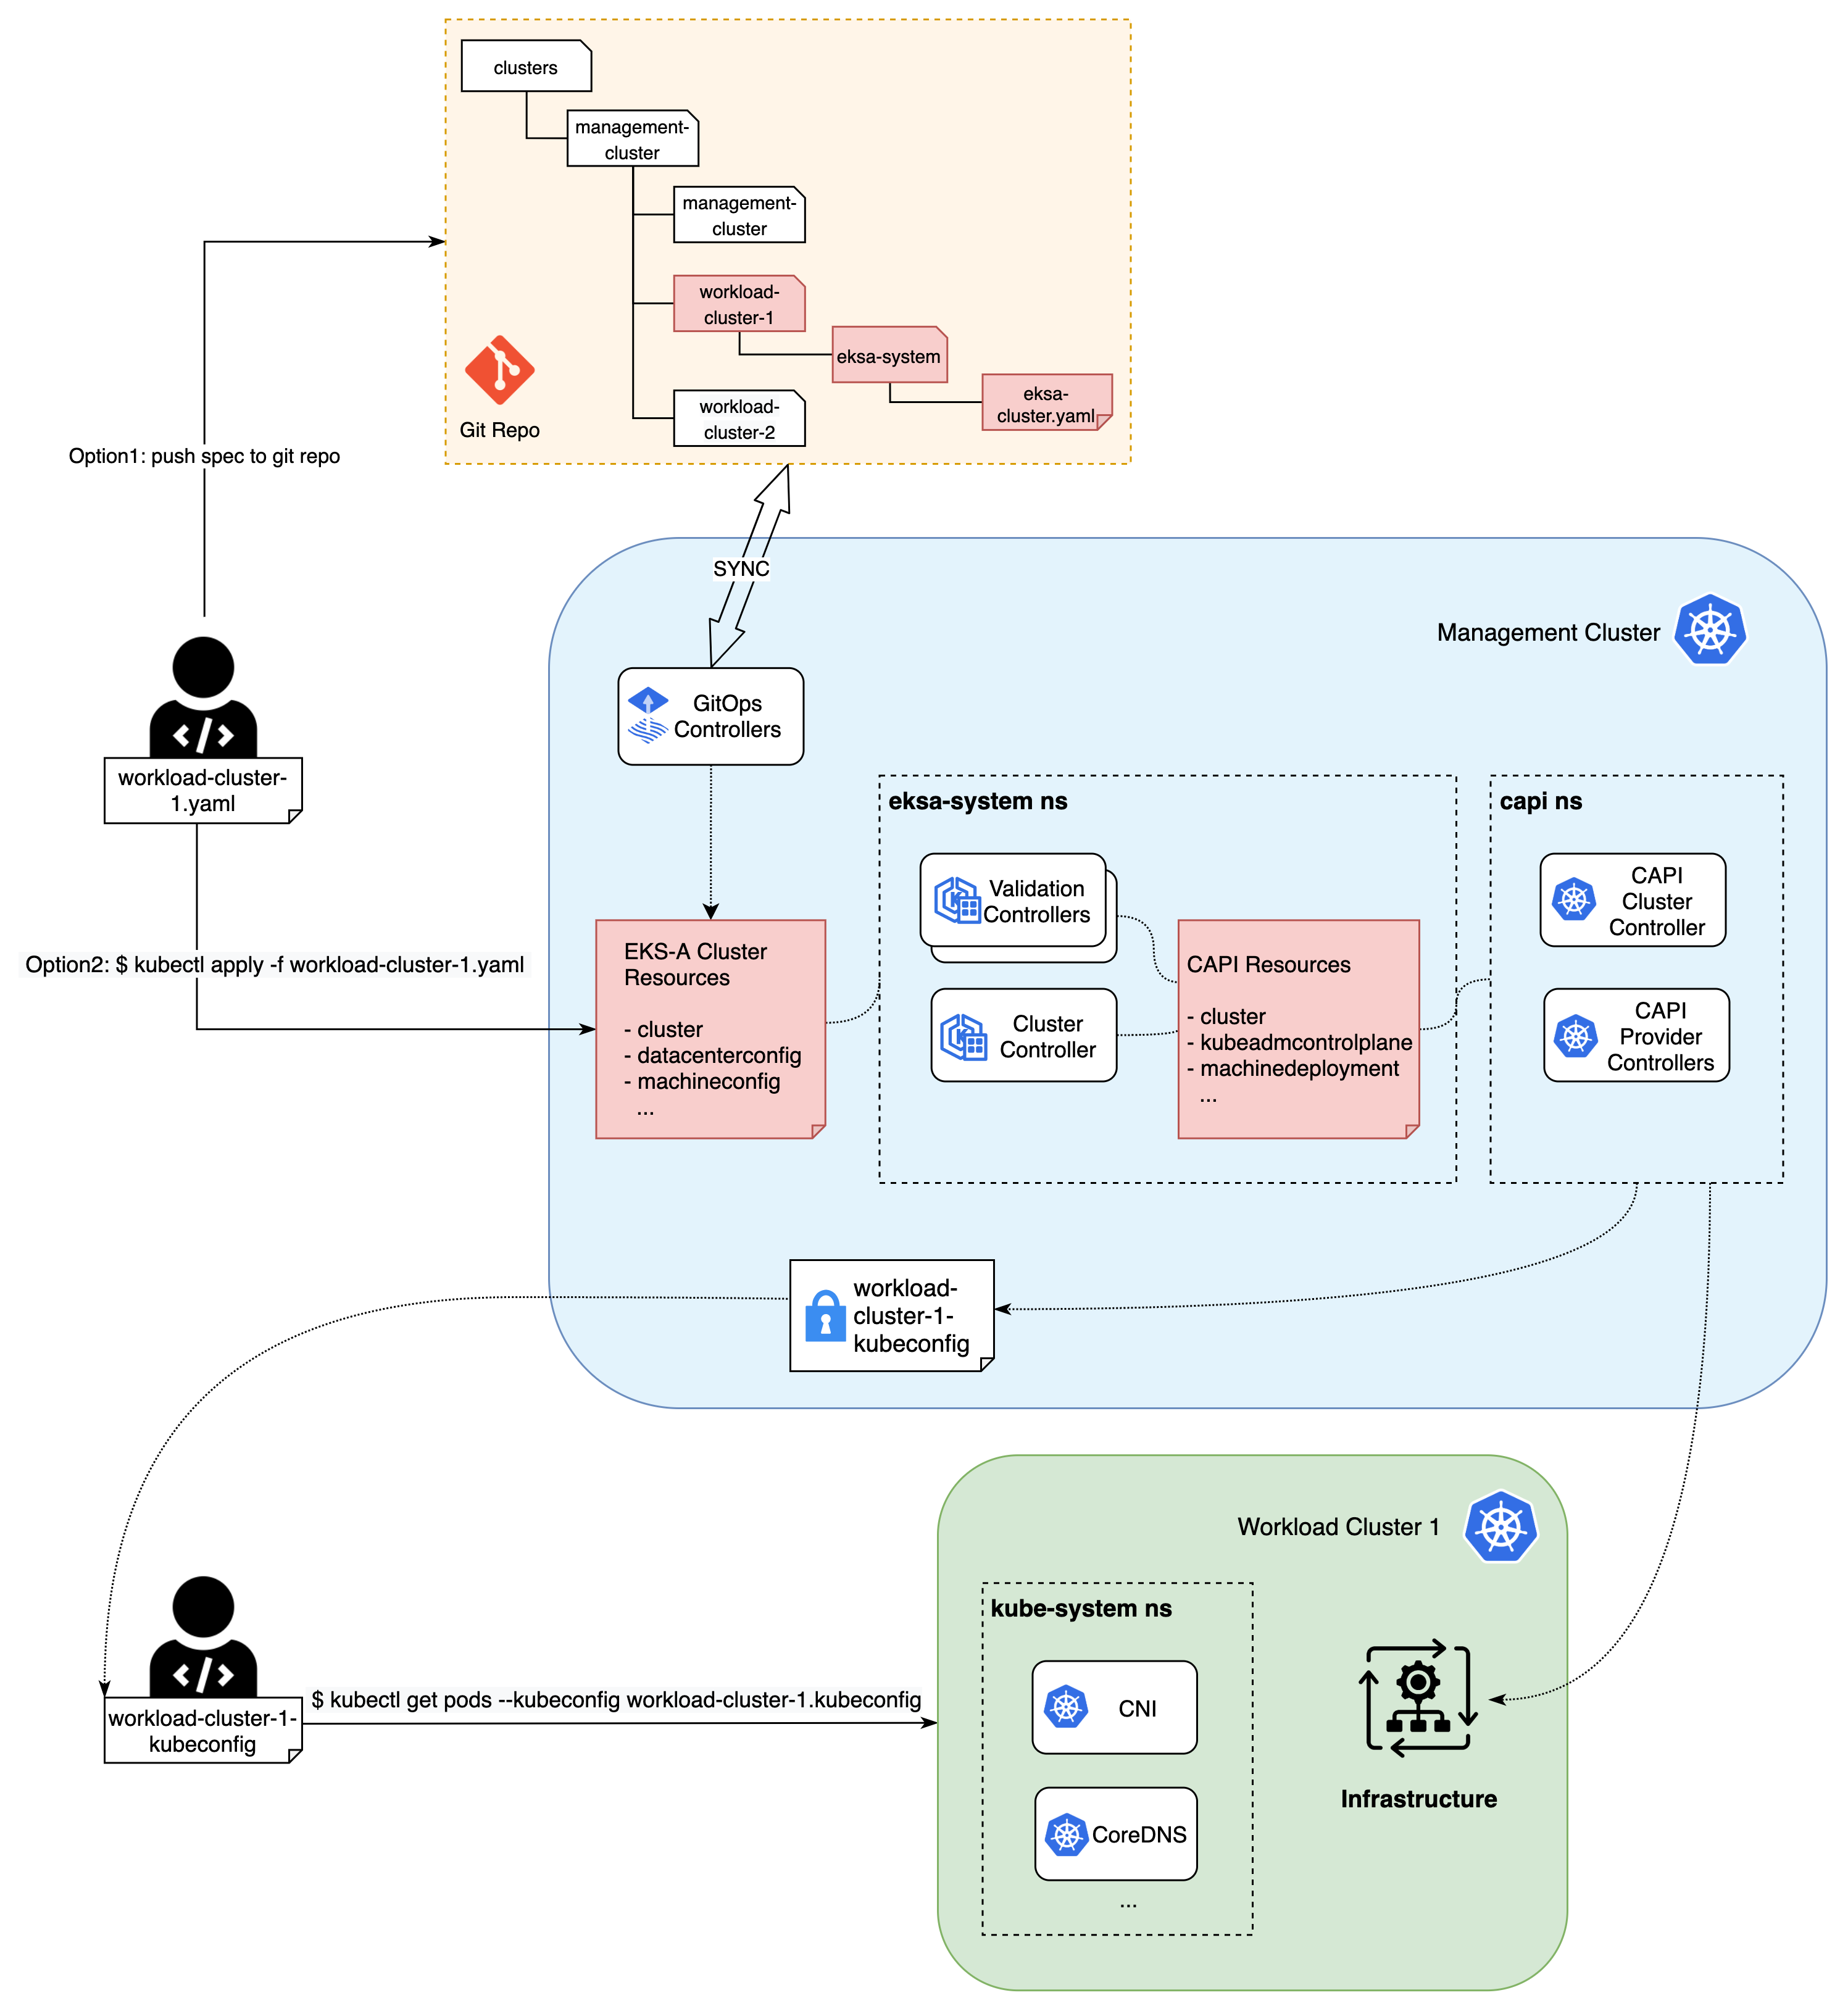 clusters
management-
cluster
management-
cluster
workload-
cluster-1
eksa-system
eksa-
cluster.yaml
workload-
cluster-2
Git Repo
Option1: push spec to git repo
SYNC
Management Cluster
GitOps
Controllers
workload-cluster-
1.yaml
eksa-system ns
capi ns
Validation
Controllers
CAPI
Cluster
Controller
Option2: $ kubectl apply -f workload-cluster-1.yaml
EKS-A Cluster
Resources
- cluster
- datacenterconfig
- machineconfig
...
Cluster
Controller
CAPI Resources
- cluster
- kubeadmcontrolplane
- machinedeployment
...
CAPI
Provider
Controllers
workload-
cluster-1-
kubeconfig
Workload Cluster 1
kube-system ns
$ kubectl get pods --kubeconfig workload-cluster-1.kubeconfig
workload-cluster-1-
kubeconfig
CNI
Infrastructure
CoreDNS
...